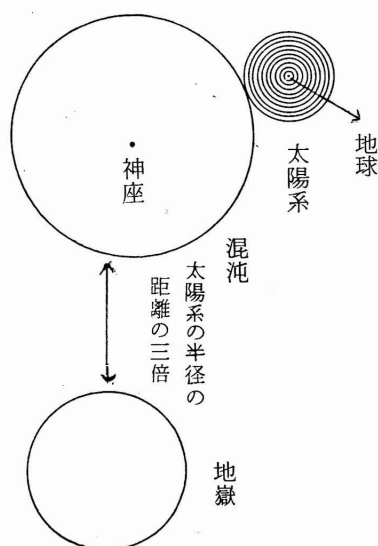 地球
太陽系
神座
混沌
太陽系の半径の
距離の三倍
地嶽